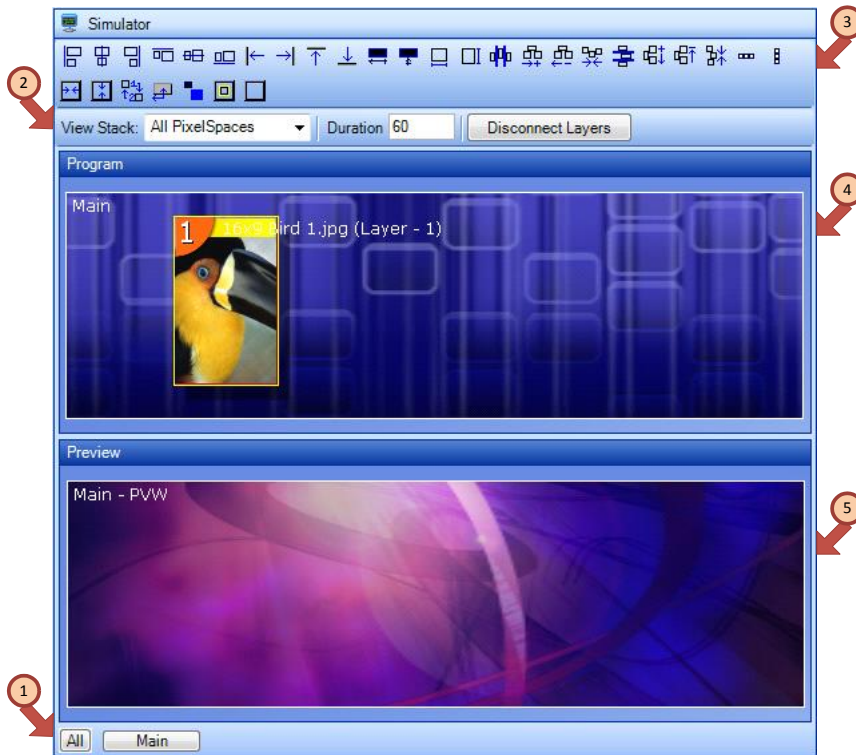 Simulator
3
2
View Stack: All PixelSpaces Duration 60 Disconnect Layers
Program
4
Main
1 16x9 Bird 1.jpg (Layer - 1)
Preview
Main - PVW
5
1
All Main